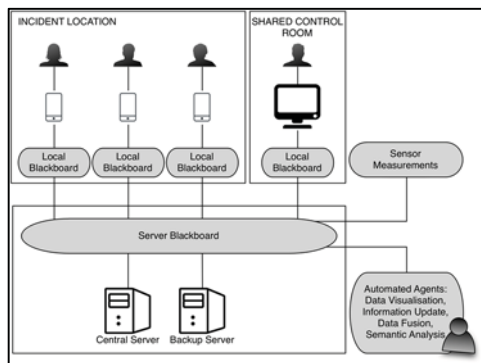 INCIDENT LOCATION
SHARED CONTROL
ROOM
Local
Blackboard
Local
Blackboard
Local
Blackboard
Local
Blackboard
Sensor
Measurements
Server Blackboard
Automated Agents:
Data Visualisation,
Information Update,
Data Fusion,
Semantic Analysis
Central Server
Backup Server